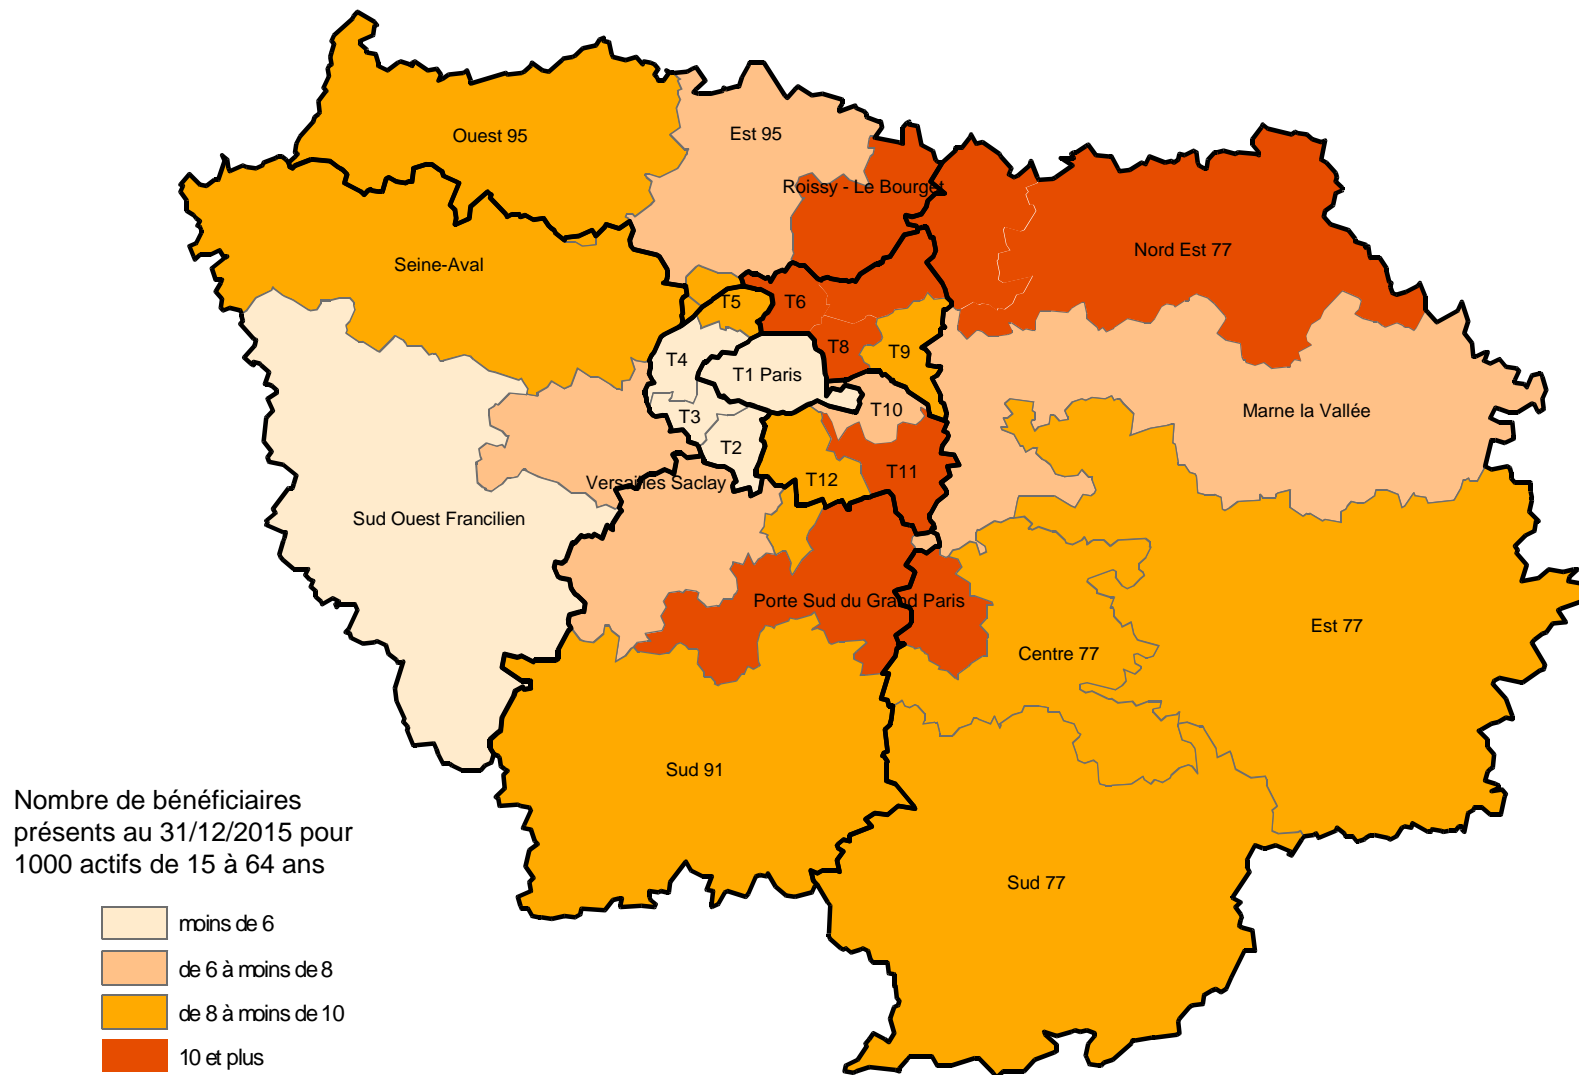 Ouest 95
Est 95
Roissy - Le Bourget
Nord Est 77
Seine-Aval
T5
T6
T4
T1 Paris
T8
T9
T3
T10
Marne la Vallée
T2
T12
T11
Versailles Saclay
Sud Ouest Francilien
Porte Sud du Grand Paris
Est 77
Centre 77
Sud 91
Sud 77
Nombre de bénéficiaires
présents au 31/12/2015 pour
1000 actifs de 15 à 64 ans
moins de 6
de 6 à moins de 8
de 8 à moins de 10
10 et plus